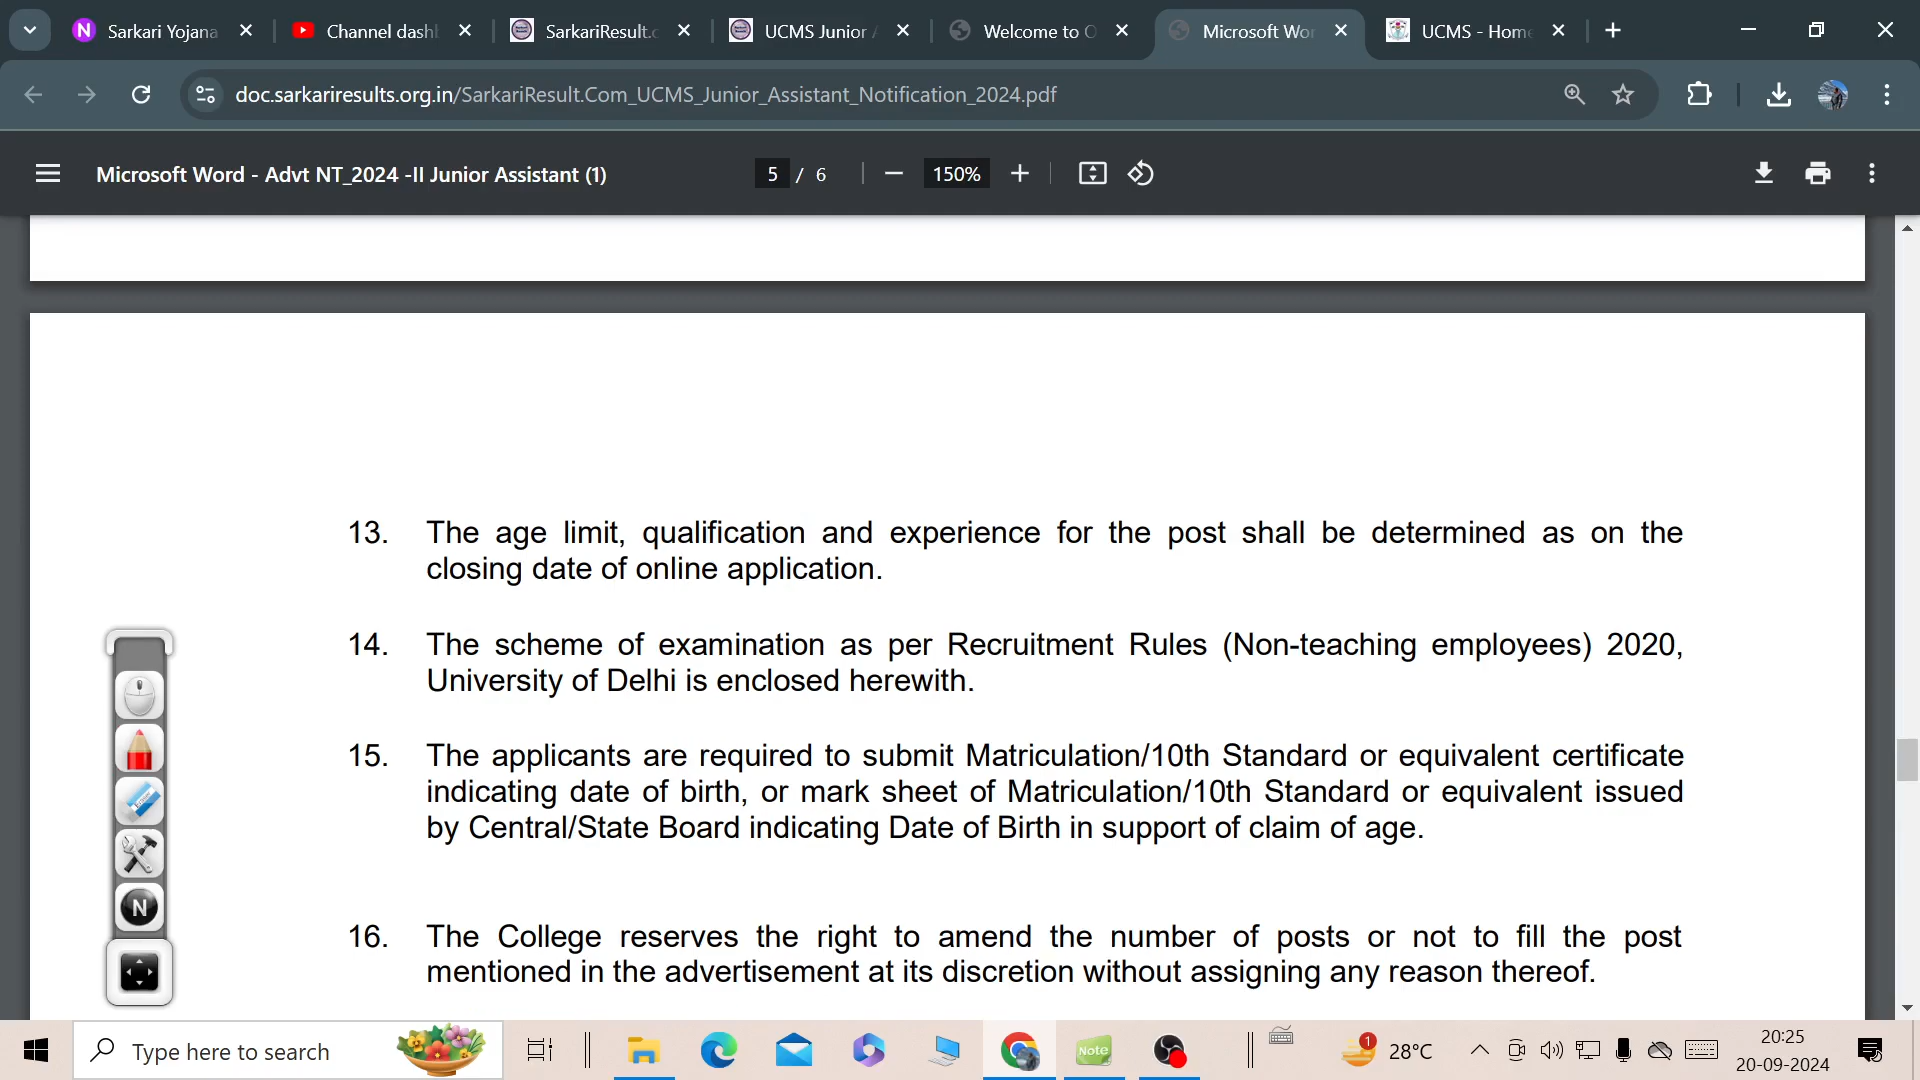 Sarkari Yojana
Channel dash
SarkariResult.c
UCMS Junior A
Welcome to O
Microsoft Wor
UCMS - Home
doc.sarkariresults.org.in/SarkariResult.Com_UCMS_Junior_Assistant_Notification_2024.pdf
Microsoft Word - Advt NT_2024 -II Junior Assistant (1)
5 / 6
150%
13. The age limit, qualification and experience for the post shall be determined as on the
closing date of online application.
14. The scheme of examination as per Recruitment Rules (Non-teaching employees) 2020,
University of Delhi is enclosed herewith.
15. The applicants are required to submit Matriculation/10th Standard or equivalent certificate
indicating date of birth, or mark sheet of Matriculation/10th Standard or equivalent issued
by Central/State Board indicating Date of Birth in support of claim of age.
N
16. The College reserves the right to amend the number of posts or not to fill the post
mentioned in the advertisement at its discretion without assigning any reason thereof.
Type here to search
Note
1
28°C
20:25
20-09-2024